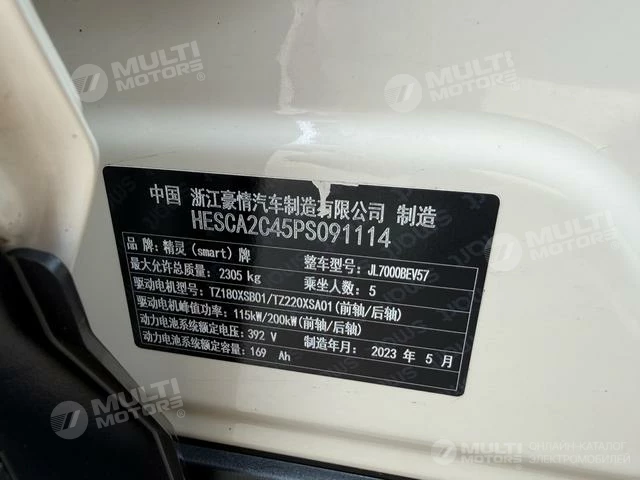 MULTI MOTORS
MULTI MOTORS
中国 浙江豪情汽车制造有限公司 制造
HESCA2C45PS091114
品牌:精灵(smart)牌 整车型号:JL7000BEV57
最大允许总质量:2305 kg 乘坐人数:5
驱动电机型号:TZ180XSB01/TZ220XSA01(前轴/后轴)
驱动电机峰值功率:115kW/200kW(前轴/后轴)
动力电池系统额定电压:392 V 制造年月:2023 年 5 月
动力电池系统额定容量:169 Ah
MULTI MOTORS
MULTI MOTORS
ОНЛАЙН-КАТАЛОГ
ЭЛЕКТРОМОБИЛЕЙ